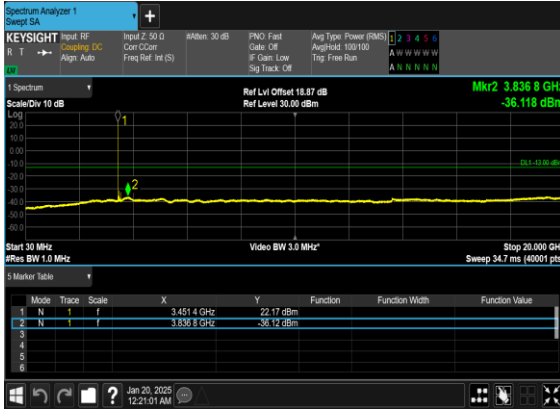 Spectrum Analyzer 1
Swept SA
+
KEYSIGHT Input: RF Input Z: 50 Ω #Atten: 30 dB PNO: Fast Avg Type: Power (RMS) 1 2 3 4 5 6
R T Coupling: DC Corr CCorr Gate: Off Avg|Hold: 100/100 A W W W W W
Align: Auto Freq Ref: Int (S) IF Gain: Low Trig: Free Run
Sig Track: Off A N N N N N
1 Spectrum Ref Lvl Offset 18.87 dB Mkr2 3.836 8 GHz
Scale/Div 10 dB Ref Level 30.00 dBm -36.118 dBm
Log
20.0
10.0
0.00
-10.0
-20.0
-30.0
-40.0
-50.0
-60.0
1
2
DL1 -13.00 dBm
Start 30 MHz Video BW 3.0 MHz* Stop 20.000 GH
#Res BW 1.0 MHz Sweep 34.7 ms (40001 pts
5 Marker Table
Mode Trace Scale X Y Function Function Width Function Value
1 N 1 f 3.451 4 GHz 22.17 dBm
2 N 1 f 3.836 8 GHz -36.12 dBm
3
4
5
6
? Jan 20, 2025
12:21:01 AM